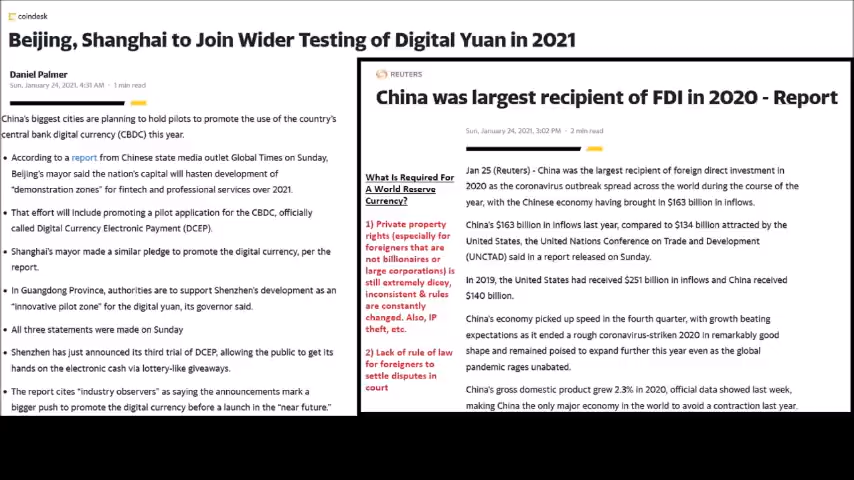 coindesk
Beijing, Shanghai to Join Wider Testing of Digital Yuan in 2021
Daniel Palmer
Sun, January 24, 2021, 4:31 AM · 1 min read
China's biggest cities are planning to hold pilots to promote the use of the country's
central bank digital currency (CBDC) this year.
• According to a report from Chinese state media outlet Global Times on Sunday,
Beijing's mayor said the nation's capital will hasten development of
"demonstration zones" for fintech and professional services over 2021.
• That effort will include promoting a pilot application for the CBDC, officially
called Digital Currency Electronic Payment (DCEP).
• Shanghai's mayor made a similar pledge to promote the digital currency, per the
report.
• In Guangdong Province, authorities are to support Shenzhen's development as an
"innovative pilot zone" for the digital yuan, its governor said.
• All three statements were made on Sunday
• Shenzhen has just announced its third trial of DCEP, allowing the public to get its
hands on the electronic cash via lottery-like giveaways.
• The report cites "industry observers" as saying the announcements mark a
bigger push to promote the digital currency before a launch in the "near future."
REUTERS
China was largest recipient of FDI in 2020 - Report
Sun, January 24, 2021, 3:02 PM · 2 min read
What Is Required For
A World Reserve
Currency?
1) Private property
rights (especially for
foreigners that are
not billionaires or
large corporations) is
still extremely dicey,
inconsistent & rules
are constantly
changed. Also, IP
theft, etc.
2) Lack of rule of law
for foreigners to
settle disputes in
court
Jan 25 (Reuters) - China was the largest recipient of foreign direct investment in
2020 as the coronavirus outbreak spread across the world during the course of the
year, with the Chinese economy having brought in $163 billion in inflows.
China's $163 billion in inflows last year, compared to $134 billion attracted by the
United States, the United Nations Conference on Trade and Development
(UNCTAD) said in a report released on Sunday.
In 2019, the United States had received $251 billion in inflows and China received
$140 billion.
China's economy picked up speed in the fourth quarter, with growth beating
expectations as it ended a rough coronavirus-striken 2020 in remarkably good
shape and remained poised to expand further this year even as the global
pandemic rages unabated.
China's gross domestic product grew 2.3% in 2020, official data showed last week,
making China the only major economy in the world to avoid a contraction last year.